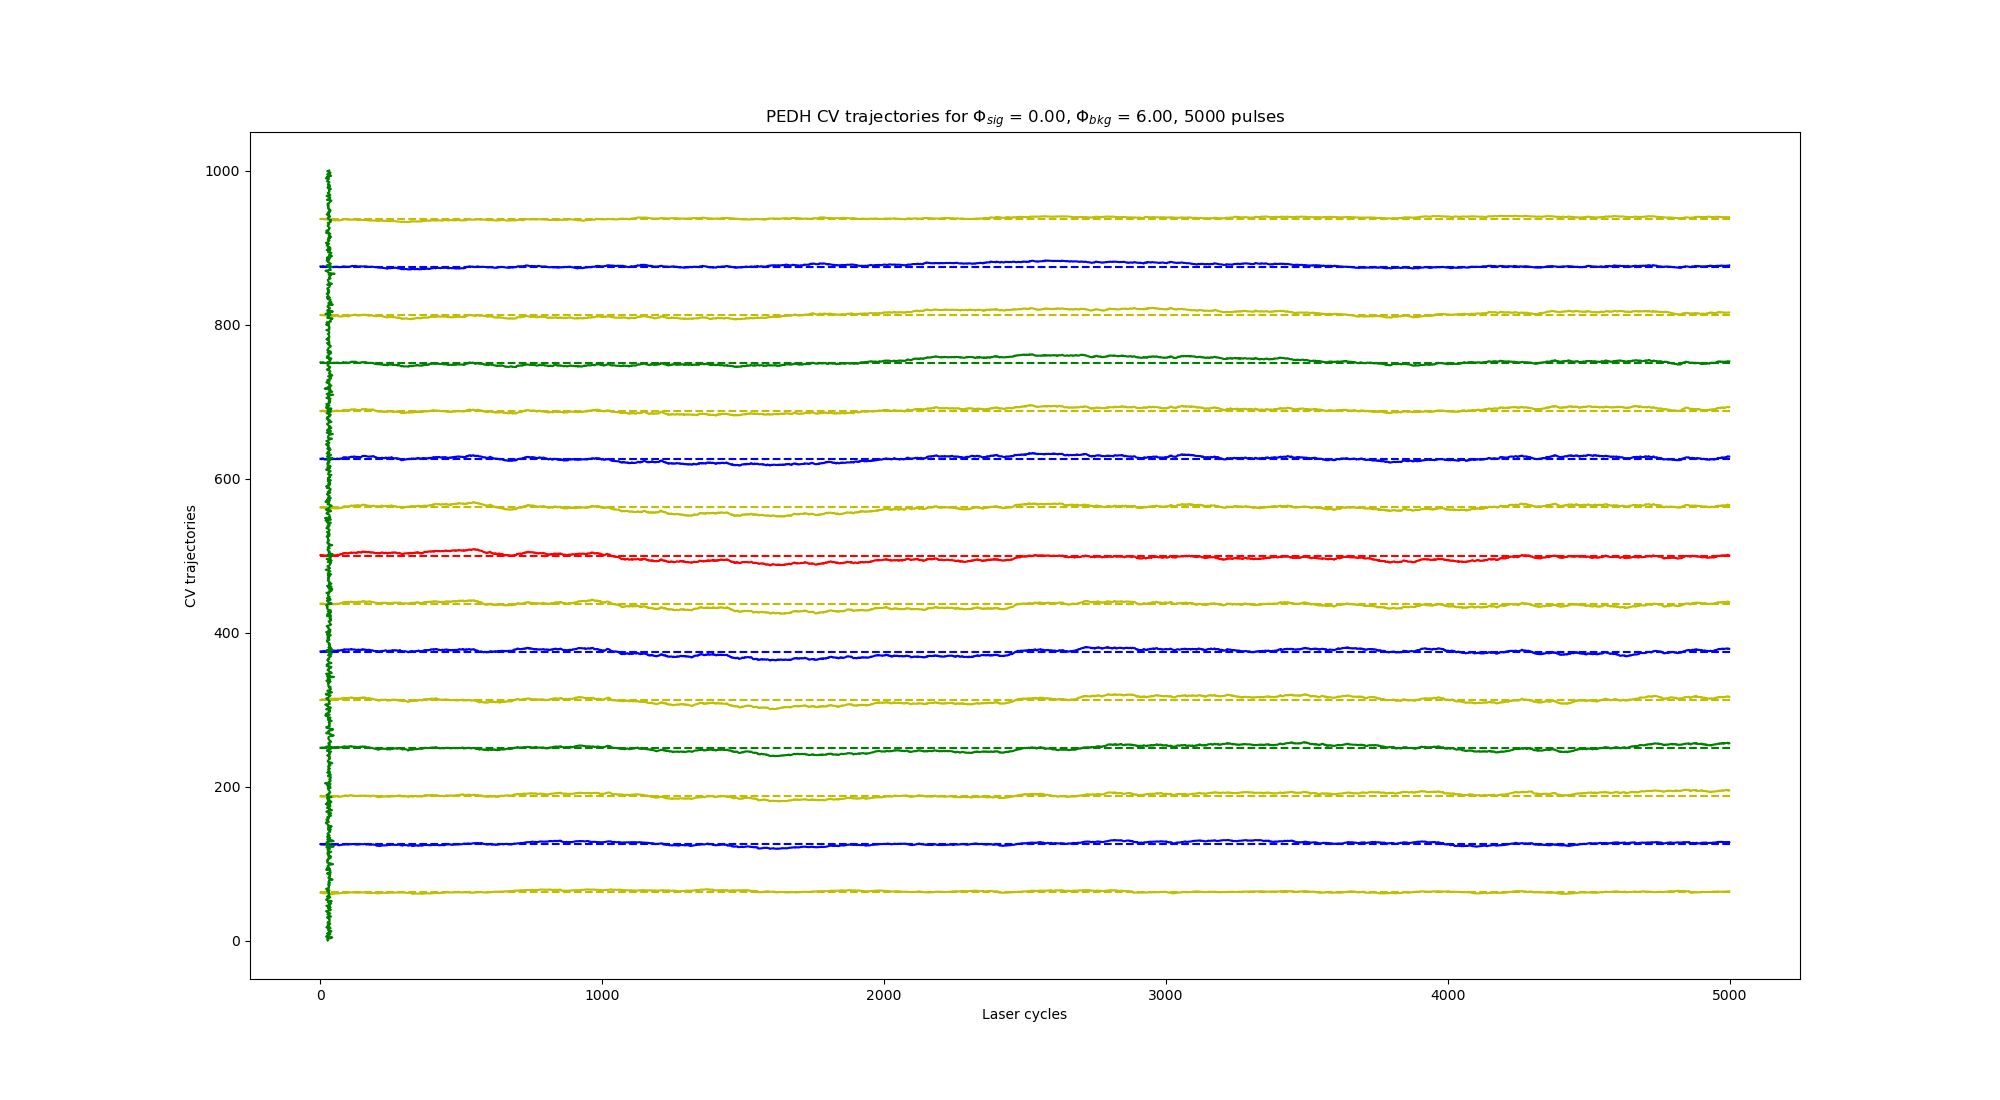 PEDH CV trajectories for Φsig = 0.00, Φbkg = 6.00, 5000 pulses
1000
800
600
400
200
0
CV trajectories
0 1000 2000 3000 4000 5000
Laser cycles